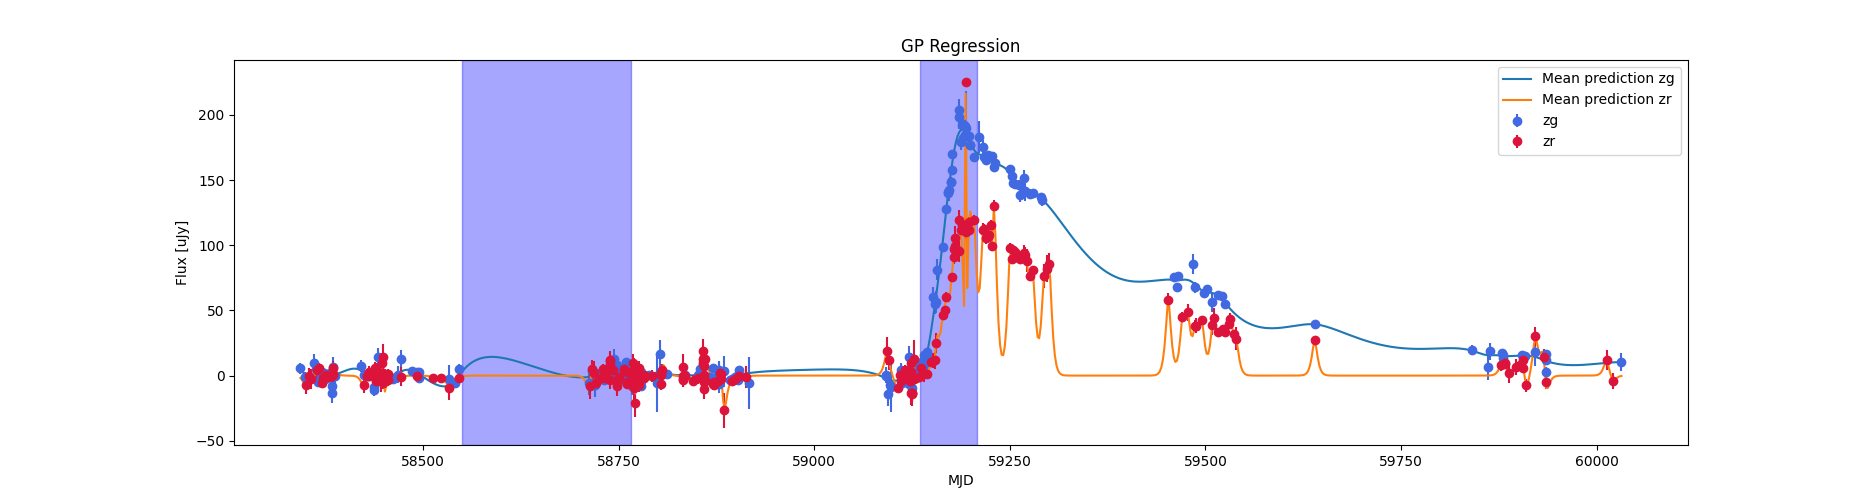 GP Regression
Mean prediction zg
Mean prediction zr
zg
zr
Flux [uJy]
200
150
100
50
0
−50
58500
58750
59000
59250
59500
59750
60000
MJD